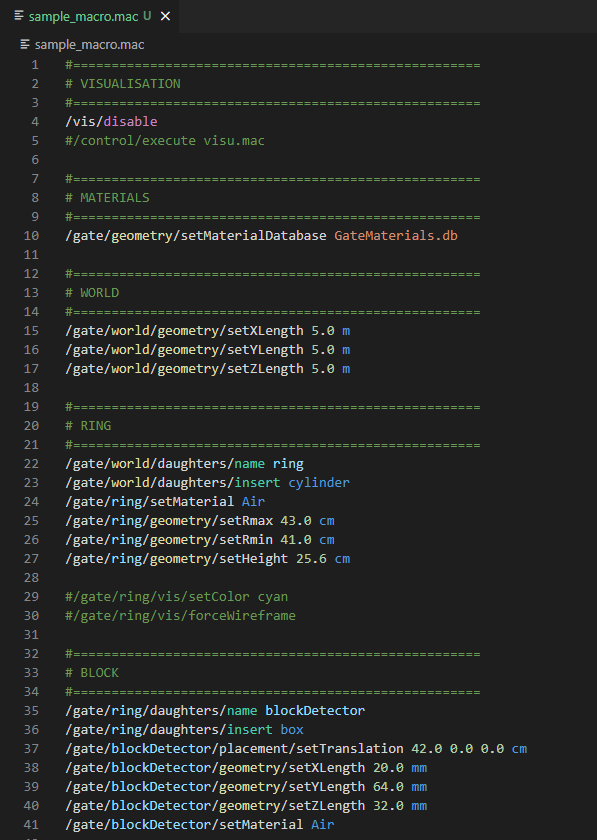 sample_macro.mac U ×
sample_macro.mac
1 #=====================================================
2 # VISUALISATION
3 #=====================================================
4 /vis/disable
5 #/control/execute visu.mac
6
7 #=====================================================
8 # MATERIALS
9 #=====================================================
10 /gate/geometry/setMaterialDatabase GateMaterials.db
11
12 #=====================================================
13 # WORLD
14 #=====================================================
15 /gate/world/geometry/setXLength 5.0 m
16 /gate/world/geometry/setYLength 5.0 m
17 /gate/world/geometry/setZLength 5.0 m
18
19 #=====================================================
20 # RING
21 #=====================================================
22 /gate/world/daughters/name ring
23 /gate/world/daughters/insert cylinder
24 /gate/ring/setMaterial Air
25 /gate/ring/geometry/setRmax 43.0 cm
26 /gate/ring/geometry/setRmin 41.0 cm
27 /gate/ring/geometry/setHeight 25.6 cm
28
29 #/gate/ring/vis/setColor cyan
30 #/gate/ring/vis/forceWireframe
31
32 #=====================================================
33 # BLOCK
34 #=====================================================
35 /gate/ring/daughters/name blockDetector
36 /gate/ring/daughters/insert box
37 /gate/blockDetector/placement/setTranslation 42.0 0.0 0.0 cm
38 /gate/blockDetector/geometry/setXLength 20.0 mm
39 /gate/blockDetector/geometry/setYLength 64.0 mm
40 /gate/blockDetector/geometry/setZLength 32.0 mm
41 /gate/blockDetector/setMaterial Air